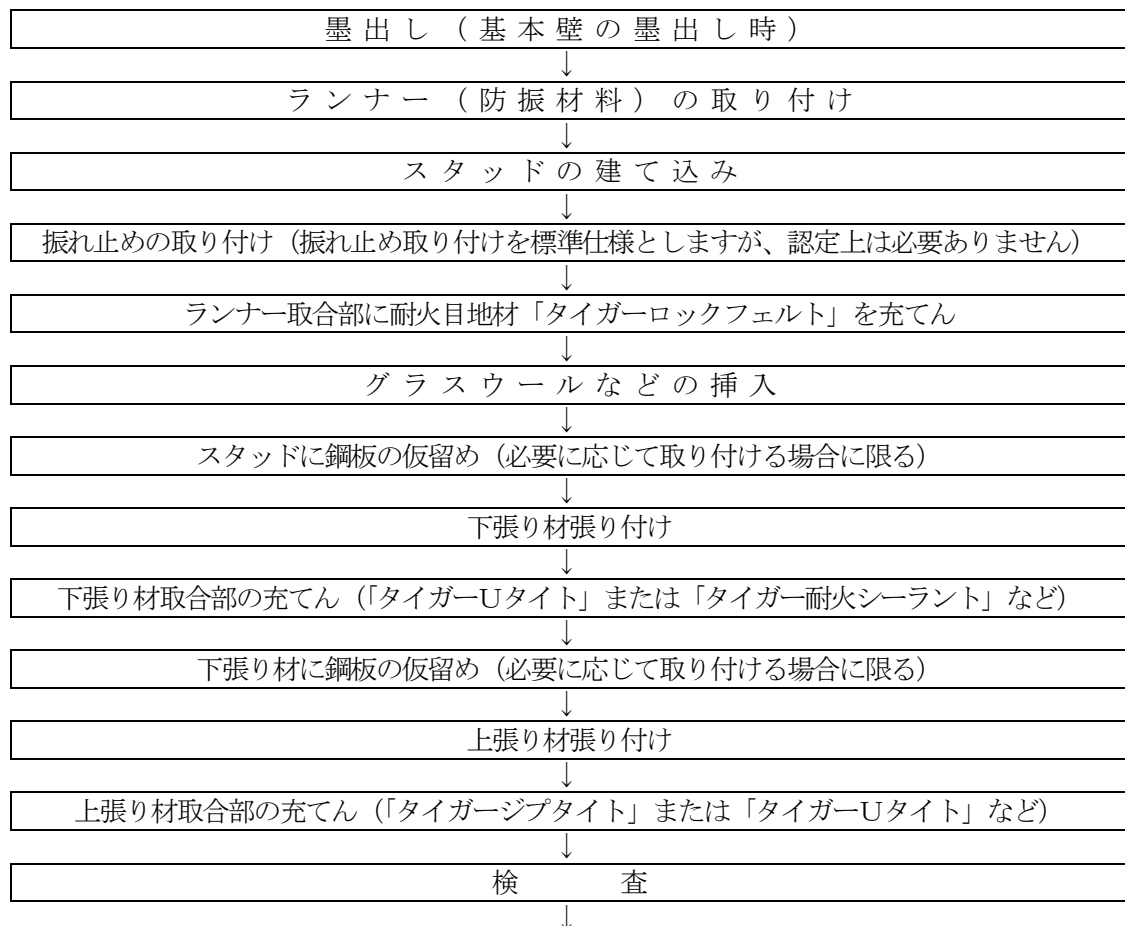 墨出し（基本壁の墨出し時）
↓
ランナー（防振材料）の取り付け
↓
スタッドの建て込み
↓
振れ止めの取り付け（振れ止め取り付けを標準仕様としますが、認定上は必要ありません）
↓
ランナー取合部に耐火目地材「タイガーロックフェルト」を充てん
↓
グラスウールなどの挿入
↓
スタッドに鋼板の仮留め（必要に応じて取り付ける場合に限る）
↓
下張り材張り付け
↓
下張り材取合部の充てん（「タイガーＵタイト」または「タイガー耐火シーラント」など）
↓
下張り材に鋼板の仮留め（必要に応じて取り付ける場合に限る）
↓
上張り材張り付け
↓
上張り材取合部の充てん（「タイガージプタイト」または「タイガーＵタイト」など）
↓
検　　　査
↓